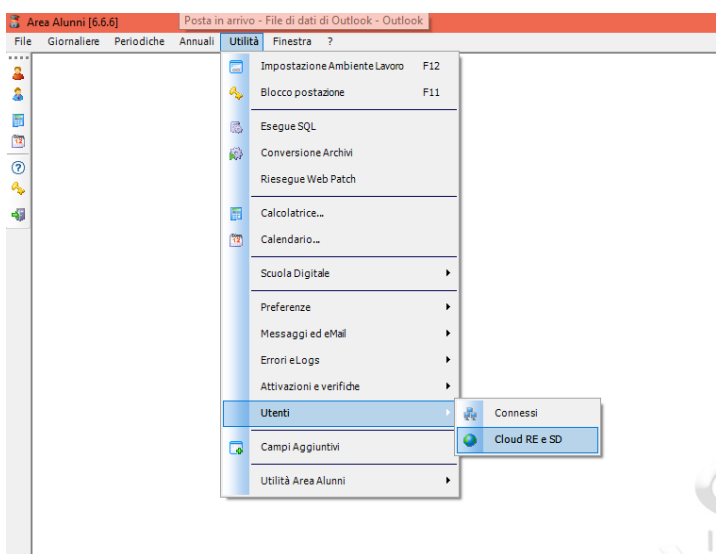 Area Alunni [6.6.6]
Posta in arrivo - File di dati di Outlook - Outlook
File Giornaliere Periodiche Annuali Utilità Finestra ?
Impostazione Ambiente Lavoro F12
Blocco postazione F11
Esegue SQL
Conversione Archivi
Riesegue Web Patch
Calcolatrice...
12 Calendario...
Scuola Digitale
Preferenze
Messaggi ed eMail
Errori e Logs
Attivazioni e verifiche
Utenti
Connessi
Cloud RE e SD
Campi Aggiuntivi
Utilità Area Alunni